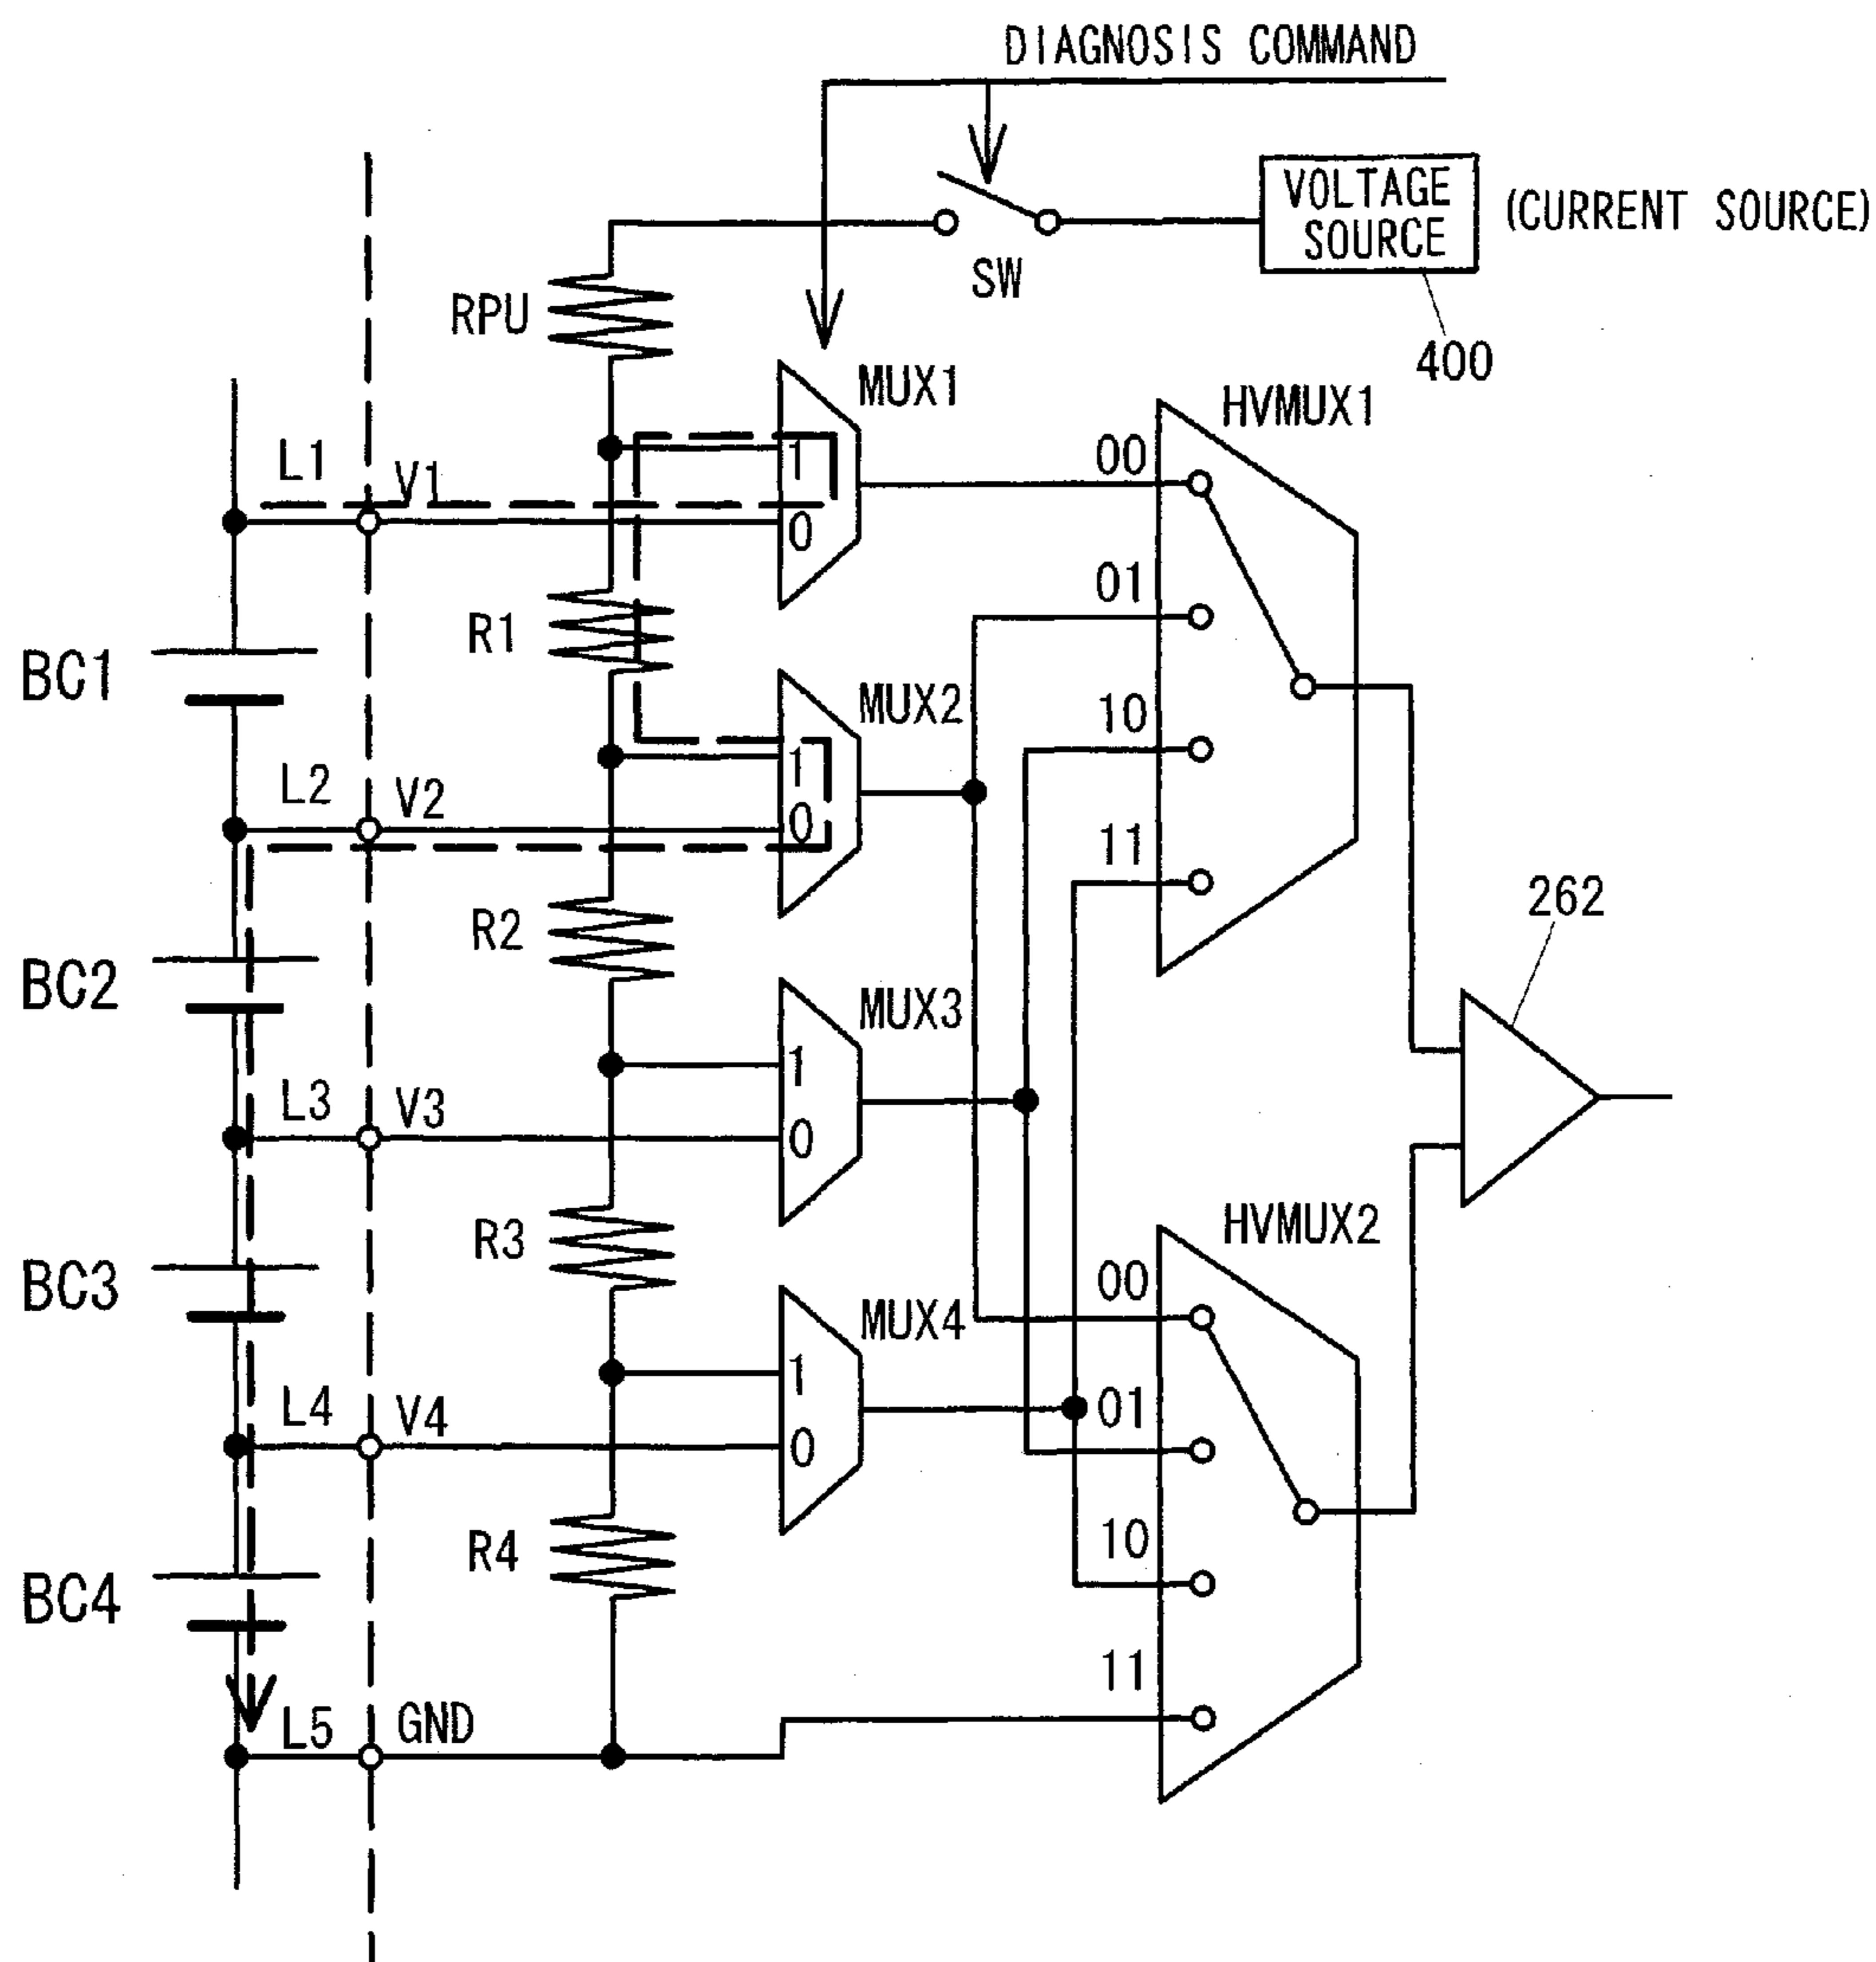 DIAGNOSIS COMMAND
VOLTAGE SOURCE
(CURRENT SOURCE)
SW
400
RPU
MUX1
HVMUX1
L1
V1
1
0
00
01
R1
BC1
MUX2
10
L2
V2
1
0
11
262
R2
BC2
MUX3
L3
V3
1
0
HVMUX2
R3
BC3
MUX4
00
L4
V4
1
0
01
R4
10
BC4
11
L5
GND